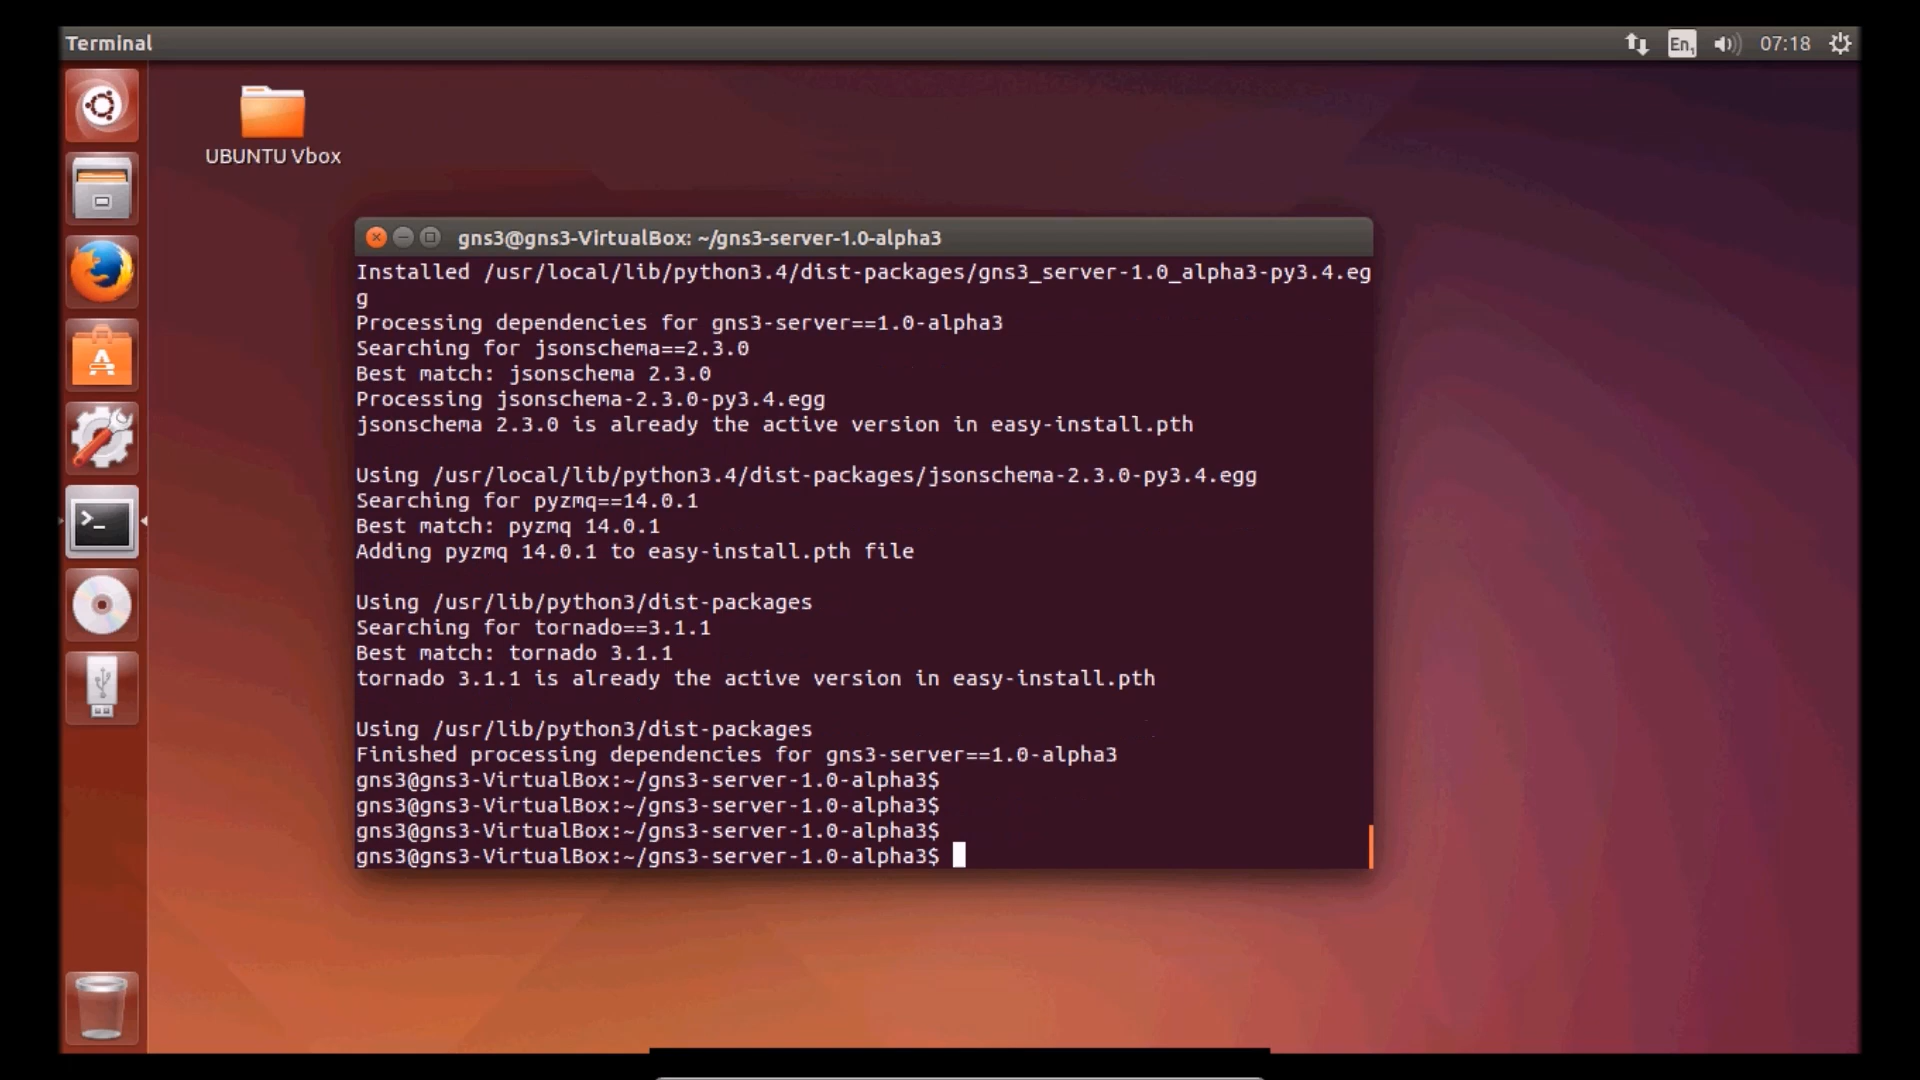 Terminal
En1
07:18
UBUNTU Vbox
gns3@gns3-VirtualBox: ~/gns3-server-1.0-alpha3
Installed /usr/local/lib/python3.4/dist-packages/gns3_server-1.0_alpha3-py3.4.eg
g
Processing dependencies for gns3-server==1.0-alpha3
Searching for jsonschema==2.3.0
Best match: jsonschema 2.3.0
Processing jsonschema-2.3.0-py3.4.egg
jsonschema 2.3.0 is already the active version in easy-install.pth
Using /usr/local/lib/python3.4/dist-packages/jsonschema-2.3.0-py3.4.egg
Searching for pyzmq==14.0.1
Best match: pyzmq 14.0.1
Adding pyzmq 14.0.1 to easy-install.pth file
Using /usr/lib/python3/dist-packages
Searching for tornado==3.1.1
Best match: tornado 3.1.1
tornado 3.1.1 is already the active version in easy-install.pth
Using /usr/lib/python3/dist-packages
Finished processing dependencies for gns3-server==1.0-alpha3
gns3@gns3-VirtualBox:~/gns3-server-1.0-alpha3$
gns3@gns3-VirtualBox:~/gns3-server-1.0-alpha3$
gns3@gns3-VirtualBox:~/gns3-server-1.0-alpha3$
gns3@gns3-VirtualBox:~/gns3-server-1.0-alpha3$